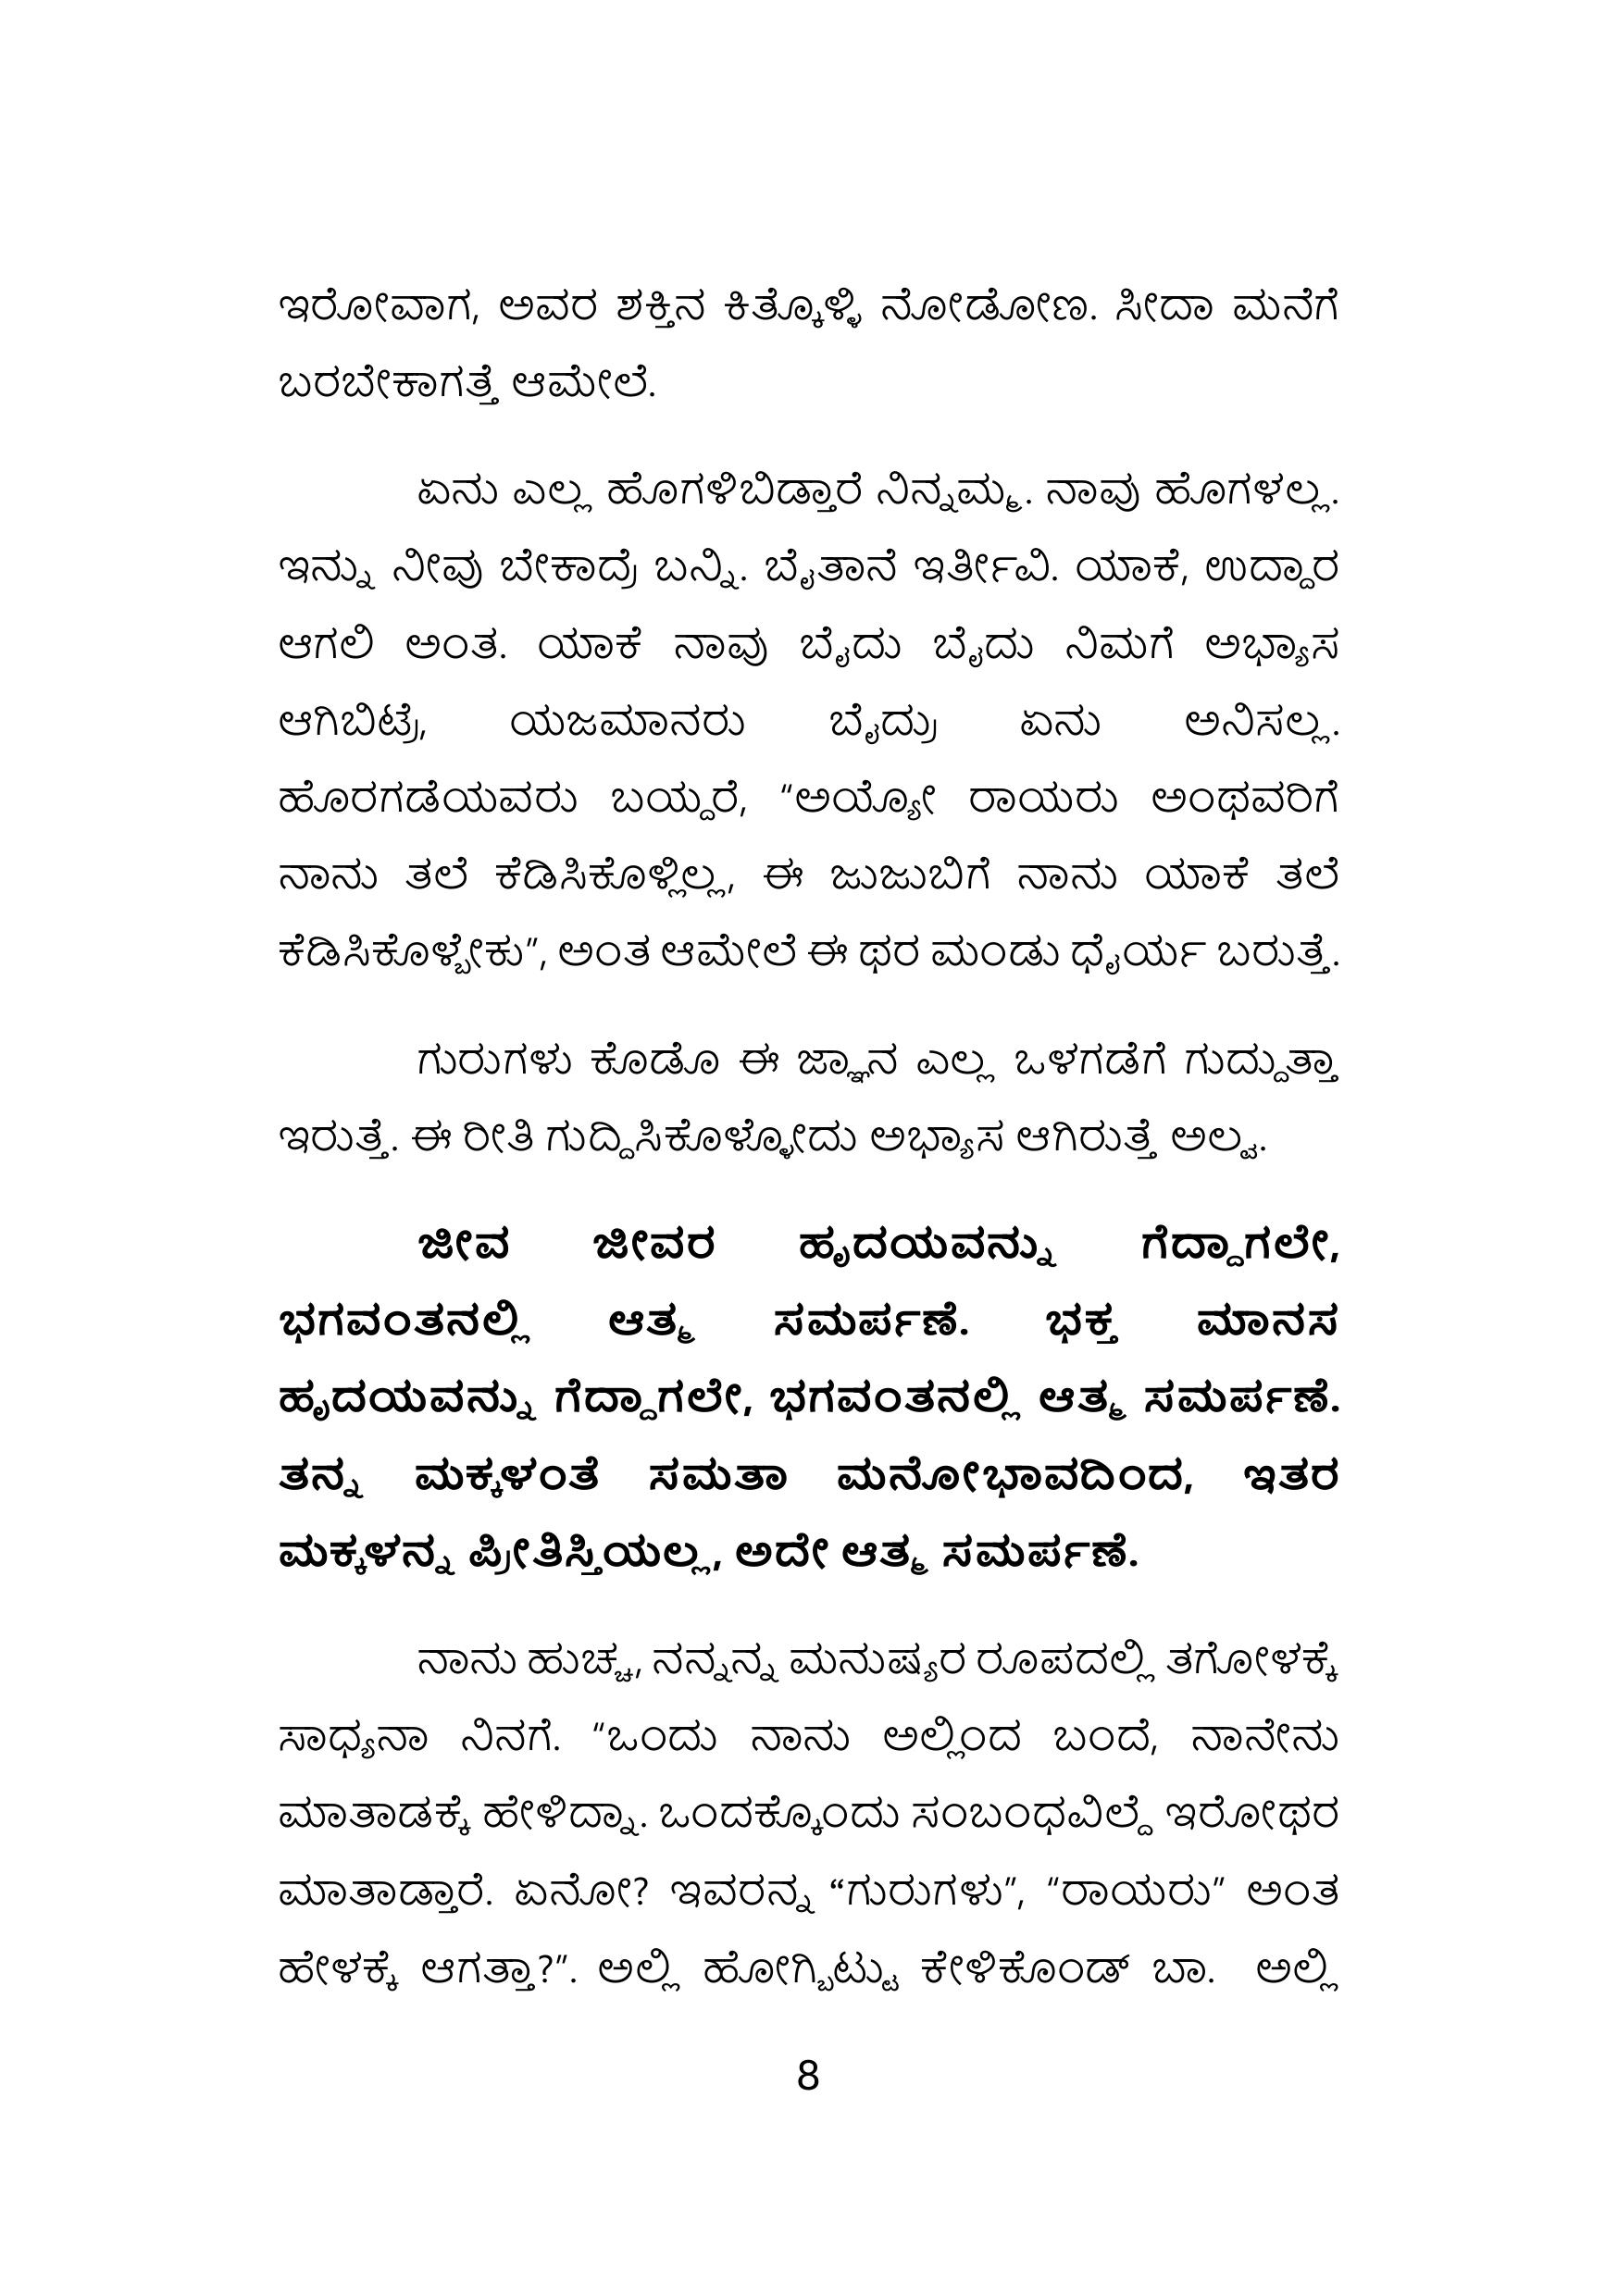 ಇರೋವಾಗ, ಅವರ ಶಕ್ತಿನ ಕಿತ್ಕೊಳ್ಳಿ ನೋಡೋಣ. ಸೀದಾ ಮನೆಗೆ
ಬರಬೇಕಾಗತ್ತೆ ಆಮೇಲೆ.
ಏನು ಎಲ್ಲ ಹೊಗಳಿಬಿಡ್ತಾರೆ ನಿನ್ನಮ್ಮ. ನಾವು ಹೊಗಳಲ್ಲ.
ಇನ್ನು ನೀವು ಬೇಕಾದ್ರೆ ಬನ್ನಿ. ಬೈತಾನೆ ಇರ್ತೀವಿ. ಯಾಕೆ, ಉದ್ದಾರ
ಆಗಲಿ ಅಂತ. ಯಾಕೆ ನಾವು ಬೈದು ಬೈದು ನಿಮಗೆ ಅಭ್ಯಾಸ
ಆಗಿಬಿಟ್ರೆ, ಯಜಮಾನರು ಬೈದ್ರು ಏನು ಅನಿಸಲ್ಲ.
ಹೊರಗಡೆಯವರು ಬಯ್ದರೆ, “ಅಯ್ಯೋ ರಾಯರು ಅಂಥವರಿಗೆ
ನಾನು ತಲೆ ಕೆಡಿಸಿಕೊಳ್ಲಿಲ್ಲ, ಈ ಜುಜುಬಿಗೆ ನಾನು ಯಾಕೆ ತಲೆ
ಕೆಡಿಸಿಕೊಳ್ಬೇಕು”, ಅಂತ ಆಮೇಲೆ ಈ ಥರ ಮಂಡು ಧೈರ್ಯ ಬರುತ್ತೆ.
ಗುರುಗಳು ಕೊಡೊ ಈ ಜ್ಞಾನ ಎಲ್ಲ ಒಳಗಡೆಗೆ ಗುದ್ದುತ್ತಾ
ಇರುತ್ತೆ. ಈ ರೀತಿ ಗುದ್ದಿಸಿಕೊಳ್ಳೋದು ಅಭ್ಯಾಸ ಆಗಿರುತ್ತೆ ಅಲ್ವ.
ಜೀವ ಜೀವರ ಹೃದಯವನ್ನು ಗೆದ್ದಾಗಲೇ,
ಭಗವಂತನಲ್ಲಿ ಆತ್ಮ ಸಮರ್ಪಣೆ. ಭಕ್ತ ಮಾನಸ
ಹೃದಯವನ್ನು ಗೆದ್ದಾಗಲೇ, ಭಗವಂತನಲ್ಲಿ ಆತ್ಮ ಸಮರ್ಪಣೆ.
ತನ್ನ ಮಕ್ಕಳಂತೆ ಸಮತಾ ಮನೋಭಾವದಿಂದ, ಇತರ
ಮಕ್ಕಳನ್ನ ಪ್ರೀತಿಸ್ತಿಯಲ್ಲ, ಅದೇ ಆತ್ಮ ಸಮರ್ಪಣೆ.
ನಾನು ಹುಚ್ಚ, ನನ್ನನ್ನ ಮನುಷ್ಯರ ರೂಪದಲ್ಲಿ ತಗೋಳಕ್ಕೆ
ಸಾಧ್ಯನಾ ನಿನಗೆ. “ಒಂದು ನಾನು ಅಲ್ಲಿಂದ ಬಂದೆ, ನಾನೇನು
ಮಾತಾಡಕ್ಕೆ ಹೇಳಿದ್ನಾ. ಒಂದಕ್ಕೊಂದು ಸಂಬಂಧವಿಲ್ದೆ ಇರೋಥರ
ಮಾತಾಡ್ತಾರೆ. ಏನೋ? ಇವರನ್ನ “ಗುರುಗಳು”, “ರಾಯರು” ಅಂತ
ಹೇಳಕ್ಕೆ ಆಗತ್ತಾ?”. ಅಲ್ಲಿ ಹೋಗ್ಬಿಟ್ಟು ಕೇಳಿಕೊಂಡ್ ಬಾ. ಅಲ್ಲಿ
8